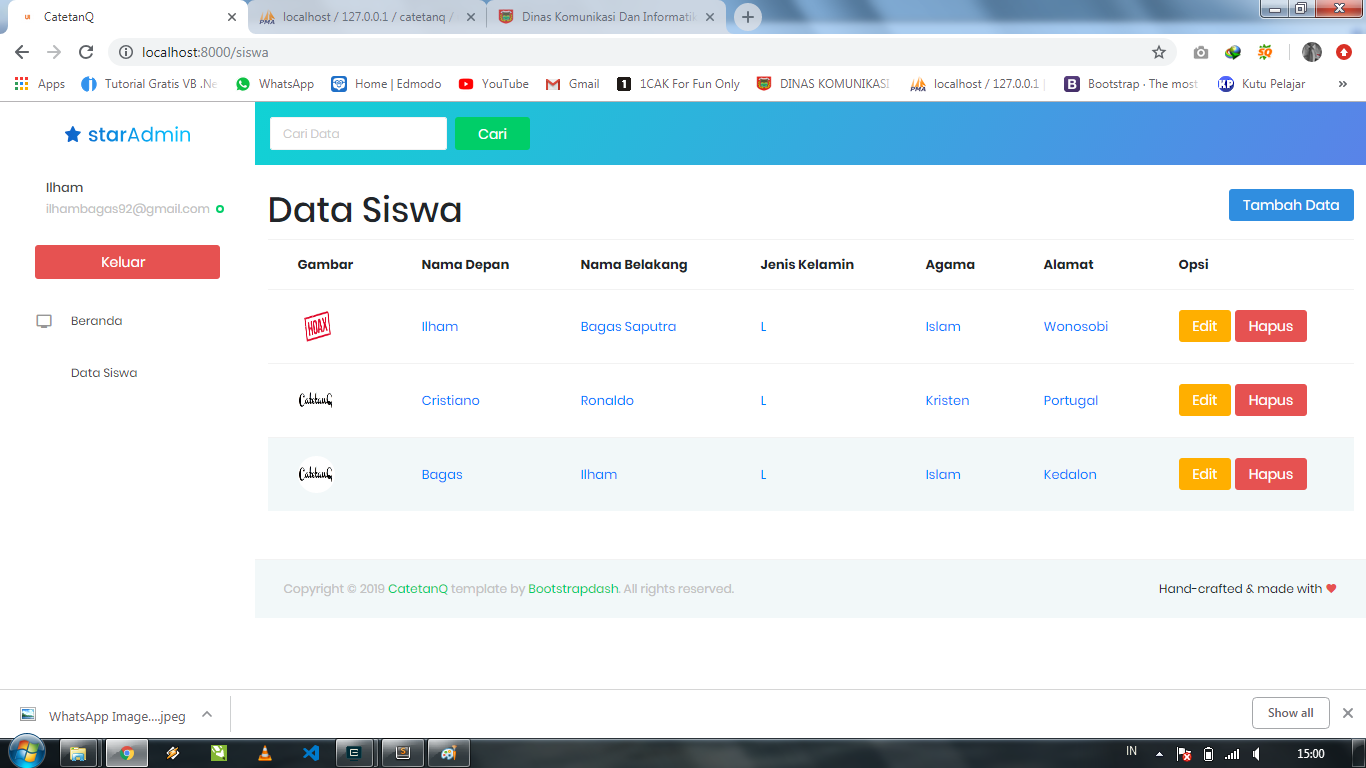 CatetanQ
localhost / 127.0.0.1 / catetanq /
Dinas Komunikasi Dan Informatik
localhost:8000/siswa
Apps
Tutorial Gratis VB .Ne
WhatsApp
Home | Edmodo
YouTube
Gmail
1CAK For Fun Only
DINAS KOMUNIKASI
localhost / 127.0.0.1 |
Bootstrap · The most
Kutu Pelajar
»
starAdmin
Cari Data
Cari
Ilham
ilhambagas92@gmail.com
Keluar
Beranda
Data Siswa
Data Siswa
Tambah Data
Gambar Nama Depan Nama Belakang Jenis Kelamin Agama Alamat Opsi
HOAX Ilham Bagas Saputra L Islam Wonosobi Edit Hapus
CatetanQ Cristiano Ronaldo L Kristen Portugal Edit Hapus
CatetanQ Bagas Ilham L Islam Kedalon Edit Hapus
Copyright © 2019 CatetanQ template by Bootstrapdash. All rights reserved.
Hand-crafted & made with
WhatsApp Image....jpeg
Show all
IN
15:00